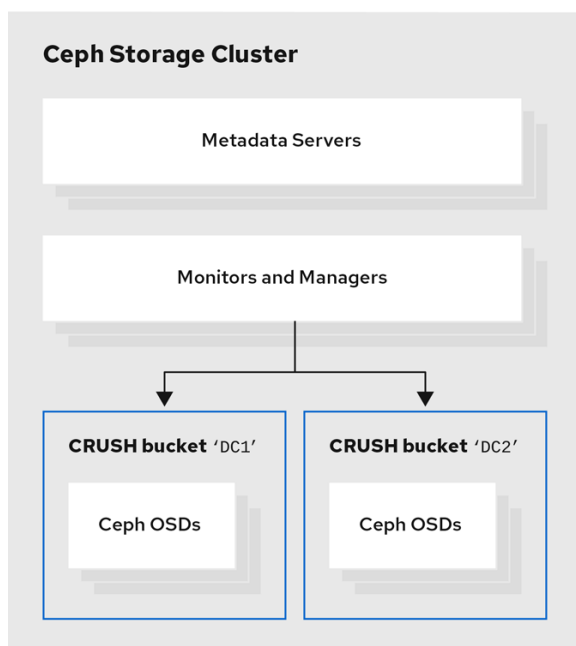 Ceph Storage Cluster
Metadata Servers
Monitors and Managers
CRUSH bucket ‘DC1’
CRUSH bucket ‘DC2’
Ceph OSDs
Ceph OSDs